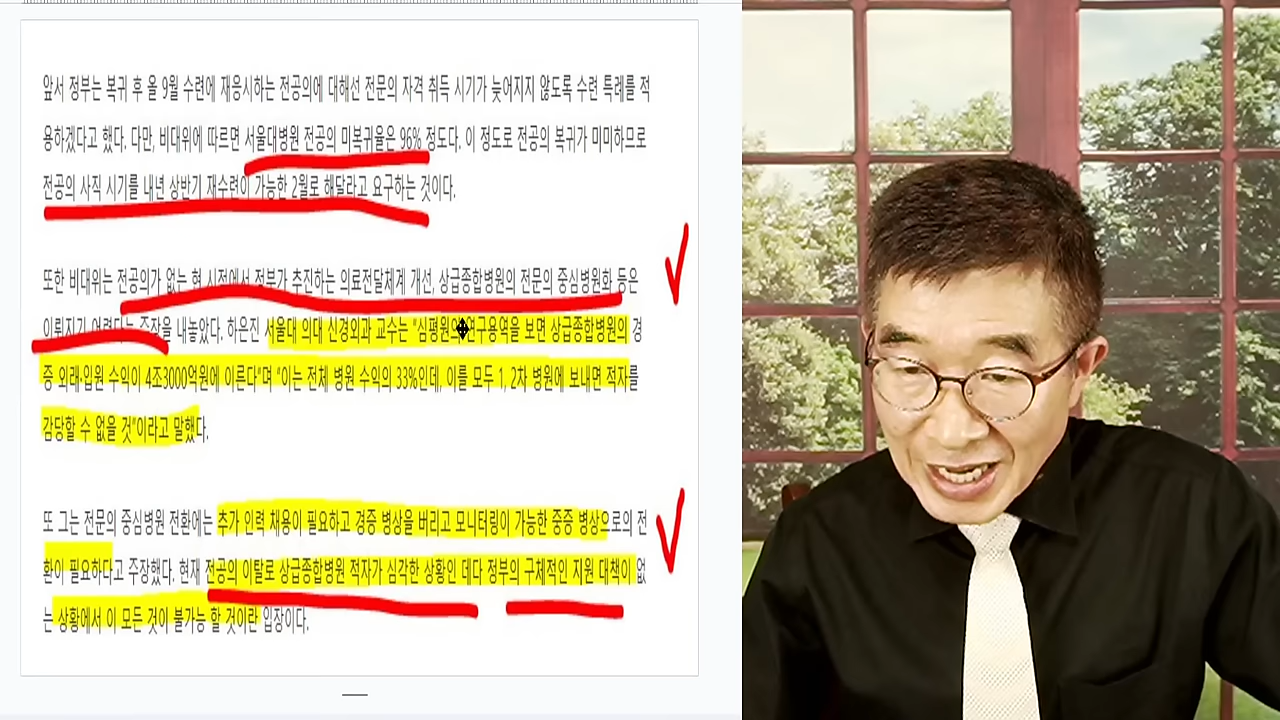 앞서 정부는 복귀 후 올 9월 수련에 재응시하는 전공의에 대해선 전문의 자격 취득 시기가 늦어지지 않도록 수련 특례를 적
용하겠다고 했다. 다만, 비대위에 따르면 서울대병원 전공의 미복귀율은 96% 정도다. 이 정도로 전공의 복귀가 미미하므로
전공의 사직 시기를 내년 상반기 재수련이 가능한 2월로 해달라고 요구하는 것이다.
또한 비대위는 전공의가 없는 현 시점에서 정부가 추진하는 의료전달체계 개선, 상급종합병원의 전문의 중심병원화 등은
이뤄지기 어렵다는 주장을 내놓았다. 하은진 서울대 의대 신경외과 교수는 "심평원의 연구용역을 보면 상급종합병원의 경
증 외래·입원 수익이 4조3000억원에 이른다"며 "이는 전체 병원 수익의 33%인데, 이를 모두 1, 2차 병원에 보내면 적자를
감당할 수 없을 것"이라고 말했다.
또 그는 전문의 중심병원 전환에는 추가 인력 채용이 필요하고 경증 병상을 버리고 모니터링이 가능한 중증 병상으로의 전
환이 필요하다고 주장했다. 현재 전공의 이탈로 상급종합병원 적자가 심각한 상황인 데다 정부의 구체적인 지원 대책이 없
는 상황에서 이 모든 것이 불가능 할 것이란 입장이다.